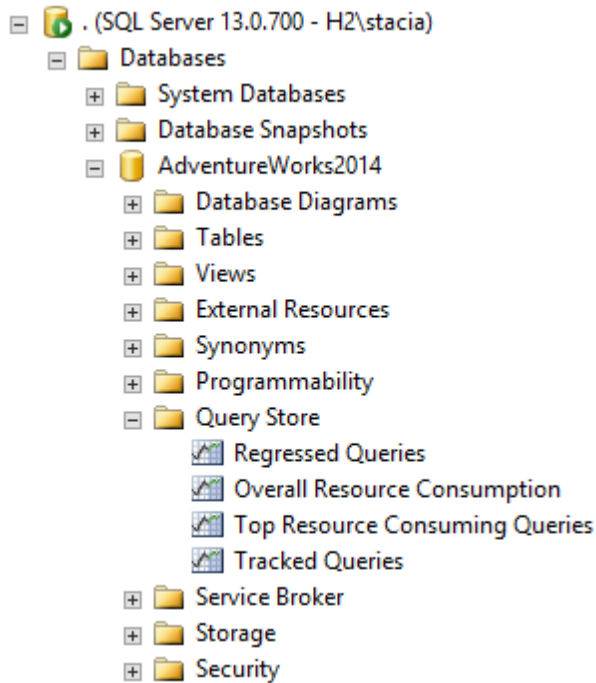 . (SQL Server 13.0.700 - H2\stacia)
Databases
System Databases
Database Snapshots
AdventureWorks2014
Database Diagrams
Tables
Views
External Resources
Synonyms
Programmability
Query Store
Regressed Queries
Overall Resource Consumption
Top Resource Consuming Queries
Tracked Queries
Service Broker
Storage
Security